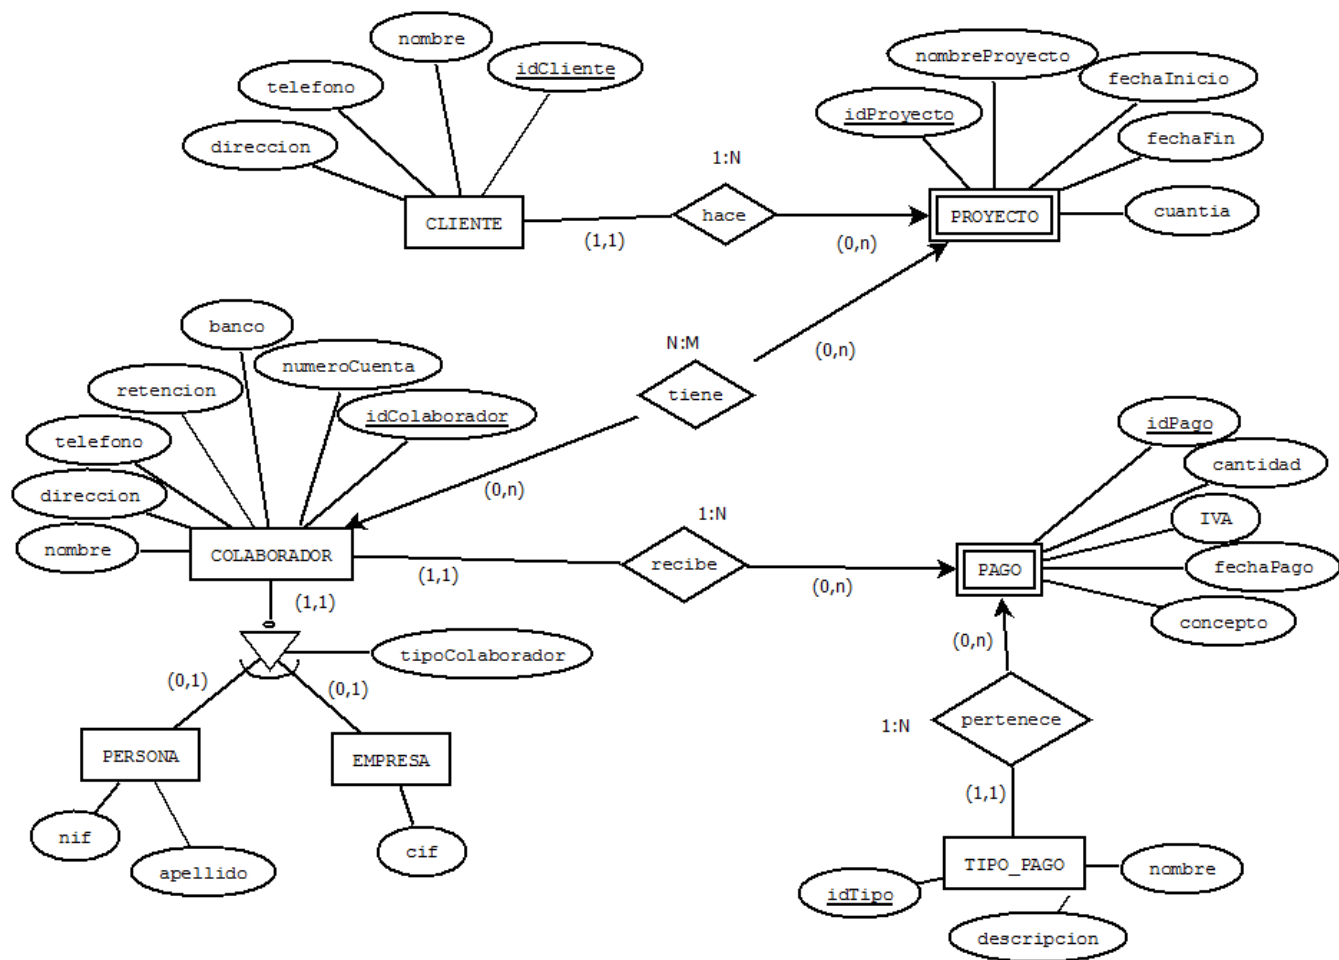 nombre
idCliente
telefono
direccion
CLIENTE
nombreProyecto
fechaInicio
idProyecto
fechaFin
cuantia
PROYECTO
1:N
hace
(1,1)
(0,n)
banco
numeroCuenta
retencion
idColaborador
telefono
direccion
nombre
COLABORADOR
N:M
tiene
(0,n)
(0,n)
1:N
recibe
(1,1)
(0,n)
idPago
cantidad
IVA
fechaPago
concepto
PAGO
(1,1)
tipoColaborador
(0,1)
(0,1)
PERSONA
EMPRESA
nif
apellido
cif
(0,n)
1:N
pertenece
(1,1)
TIPO_PAGO
nombre
idTipo
descripcion